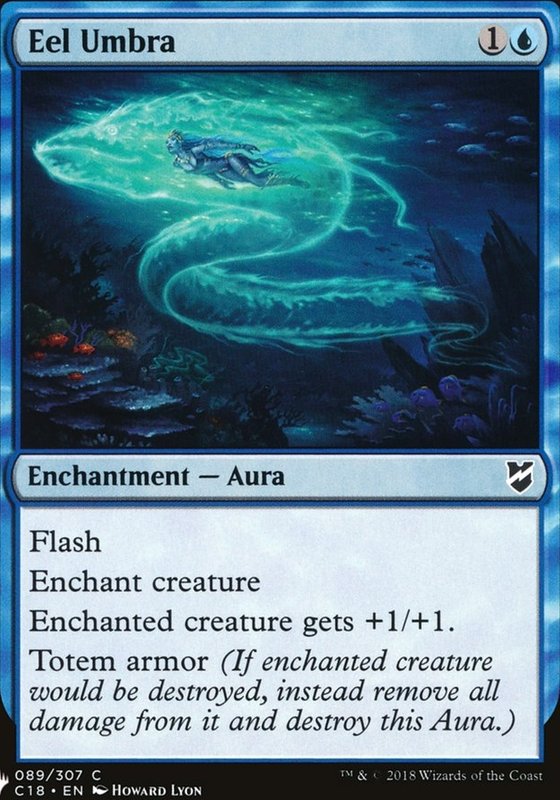 Eel Umbra 1
Enchantment — Aura
Flash
Enchant creature
Enchanted creature gets +1/+1.
Totem armor (If enchanted creature
would be destroyed, instead remove all
damage from it and destroy this Aura.)
089/307 C
C18 • EN Howard Lyon
™ & © 2018 Wizards of the Coast